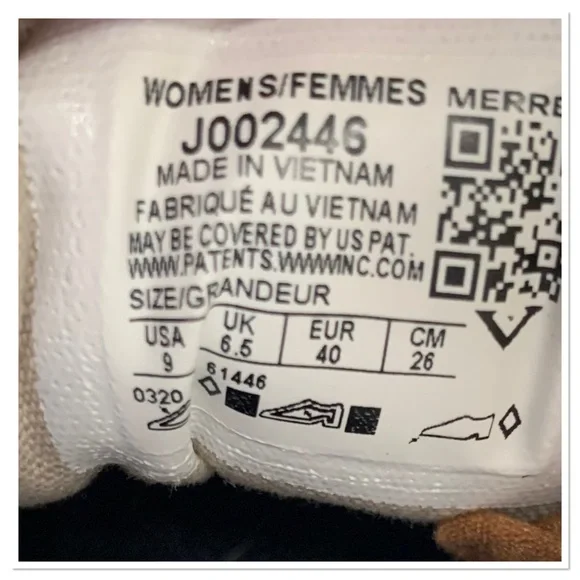 WOMENS/FEMMES MERRE
J002446
MADE IN VIETNAM
FABRIQUÉ AU VIETNAM
MAY BE COVERED BY US PAT.
WWW.PATENTS.WWWINC.COM
SIZE/GRANDEUR
USA UK EUR CM
9 6.5 40 26
0320 61446